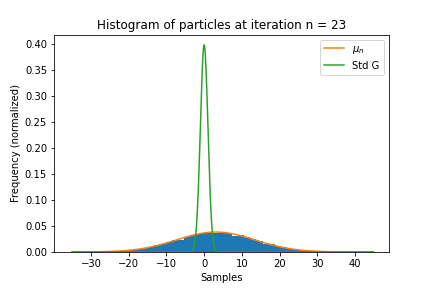 Histogram of particles at iteration n = 23
Frequency (normalized)
0.40
0.35
0.30
0.25
0.20
0.15
0.10
0.05
0.00
μn
Std G
−30 −20 −10 0 10 20 30 40
Samples